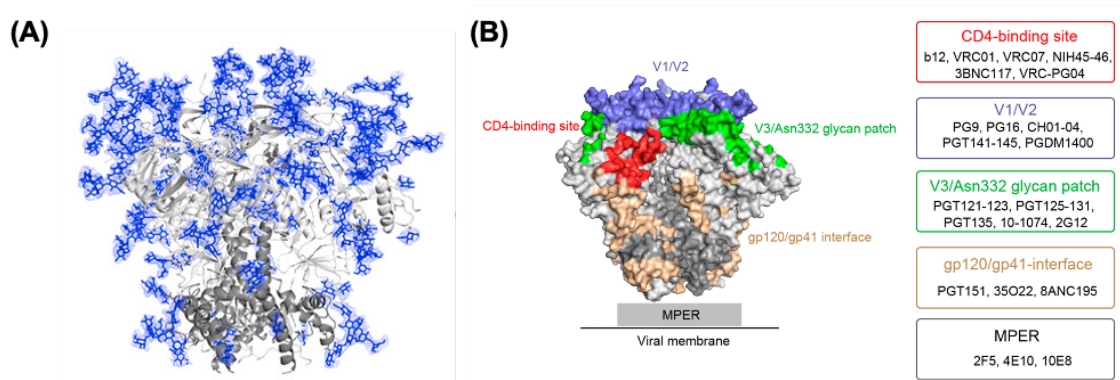 (A)
(B)
V1/V2
CD4-binding site
V3/Asn332 glycan patch
gp120/gp41 interface
MPER
Viral membrane
CD4-binding site
b12, VRC01, VRC07, NIH45-46,
3BNC117, VRC-PG04
V1/V2
PG9, PG16, CH01-04,
PGT141-145, PGDM1400
V3/Asn332 glycan patch
PGT121-123, PGT125-131,
PGT135, 10-1074, 2G12
gp120/gp41-interface
PGT151, 35O22, 8ANC195
MPER
2F5, 4E10, 10E8